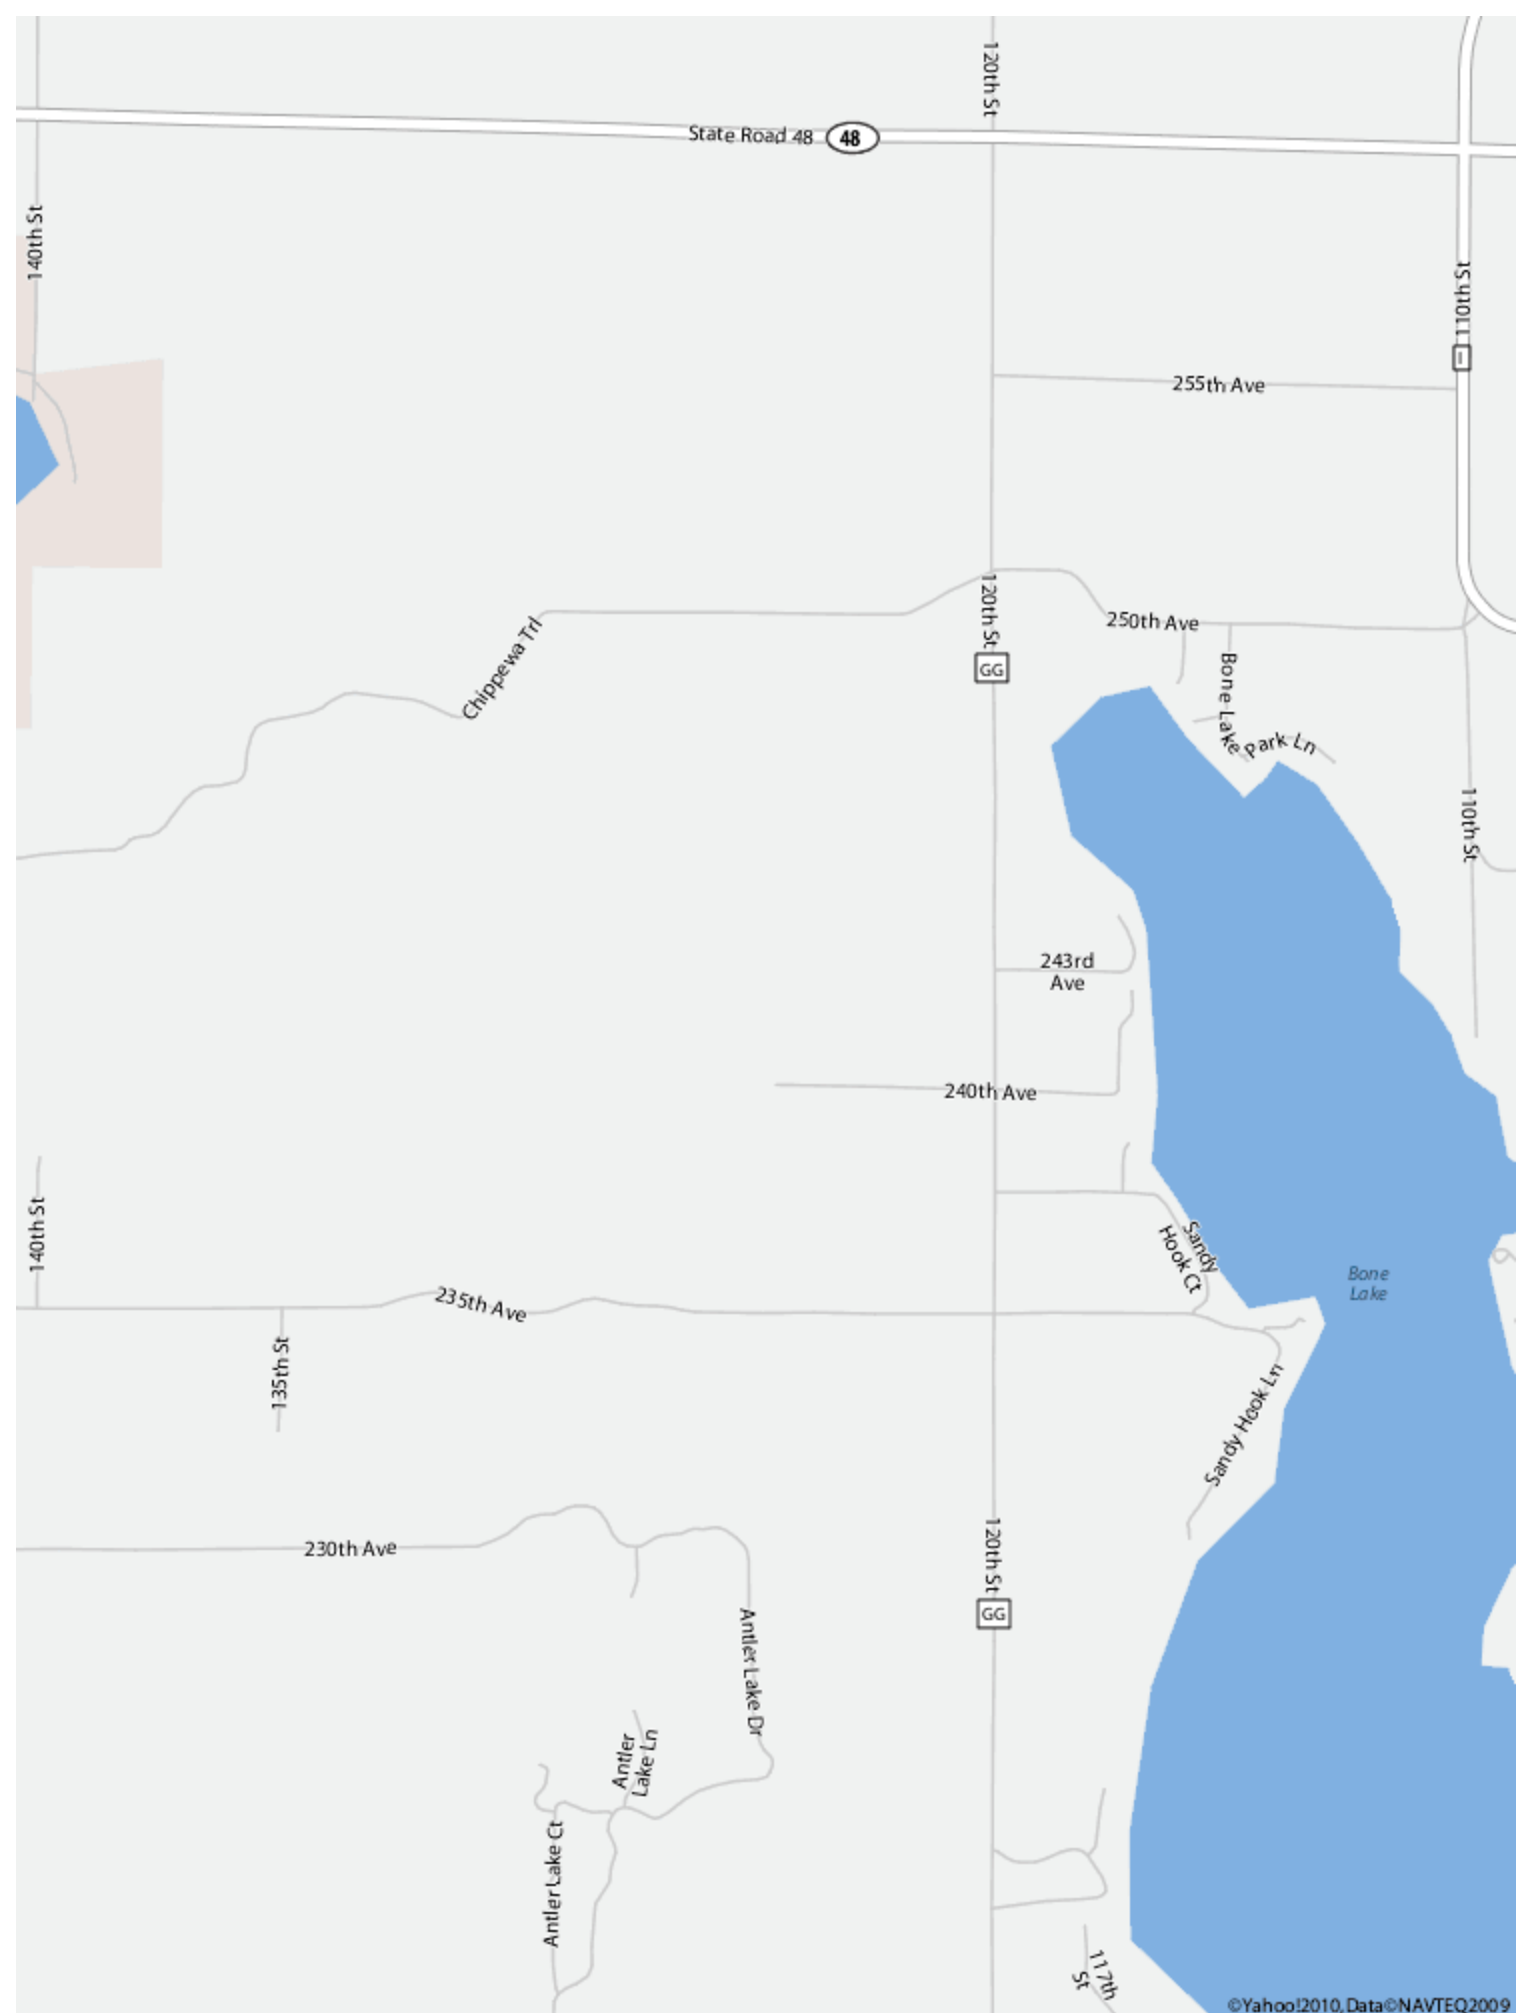 120th St
State Road 48
48
140th St
110th St
I
255th Ave
120th St
Chippewa Trl
250th Ave
GG
Bone Lake
Park Ln
110th St
243rd
Ave
240th Ave
140th St
Sandy
Hook Ct
Bone
Lake
235th Ave
135th St
Sandy Hook Ln
230th Ave
120th St
GG
Antler Lake Dr
Antler
Lake Ln
Antler Lake Ct
117th
St
©Yahoo!2010, Data©NAVTEQ2009